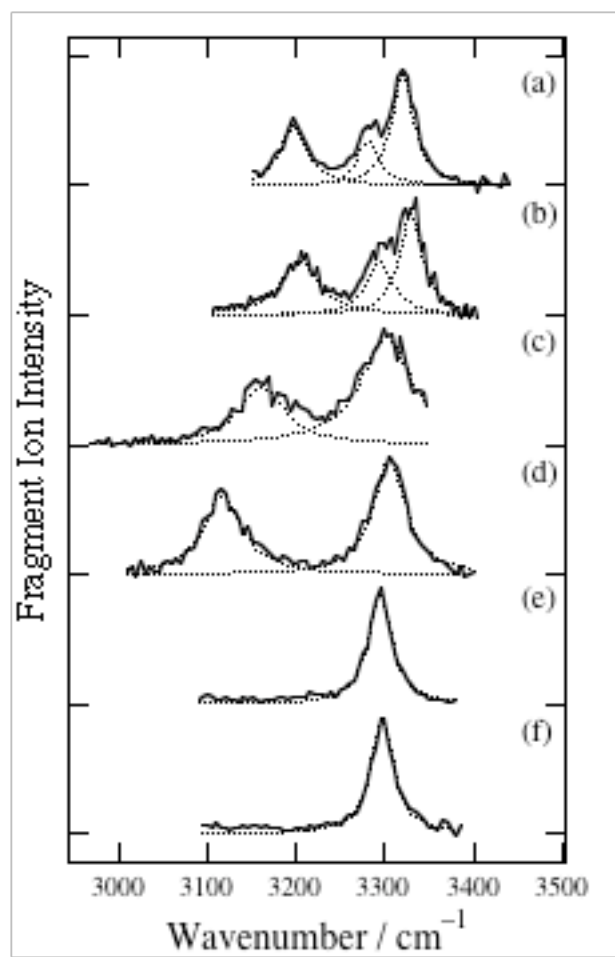 (a)
(b)
(c)
(d)
(e)
(f)
Fragment Ion Intensity
3000 3100 3200 3300 3400 3500
Wavenumber / cm⁻¹